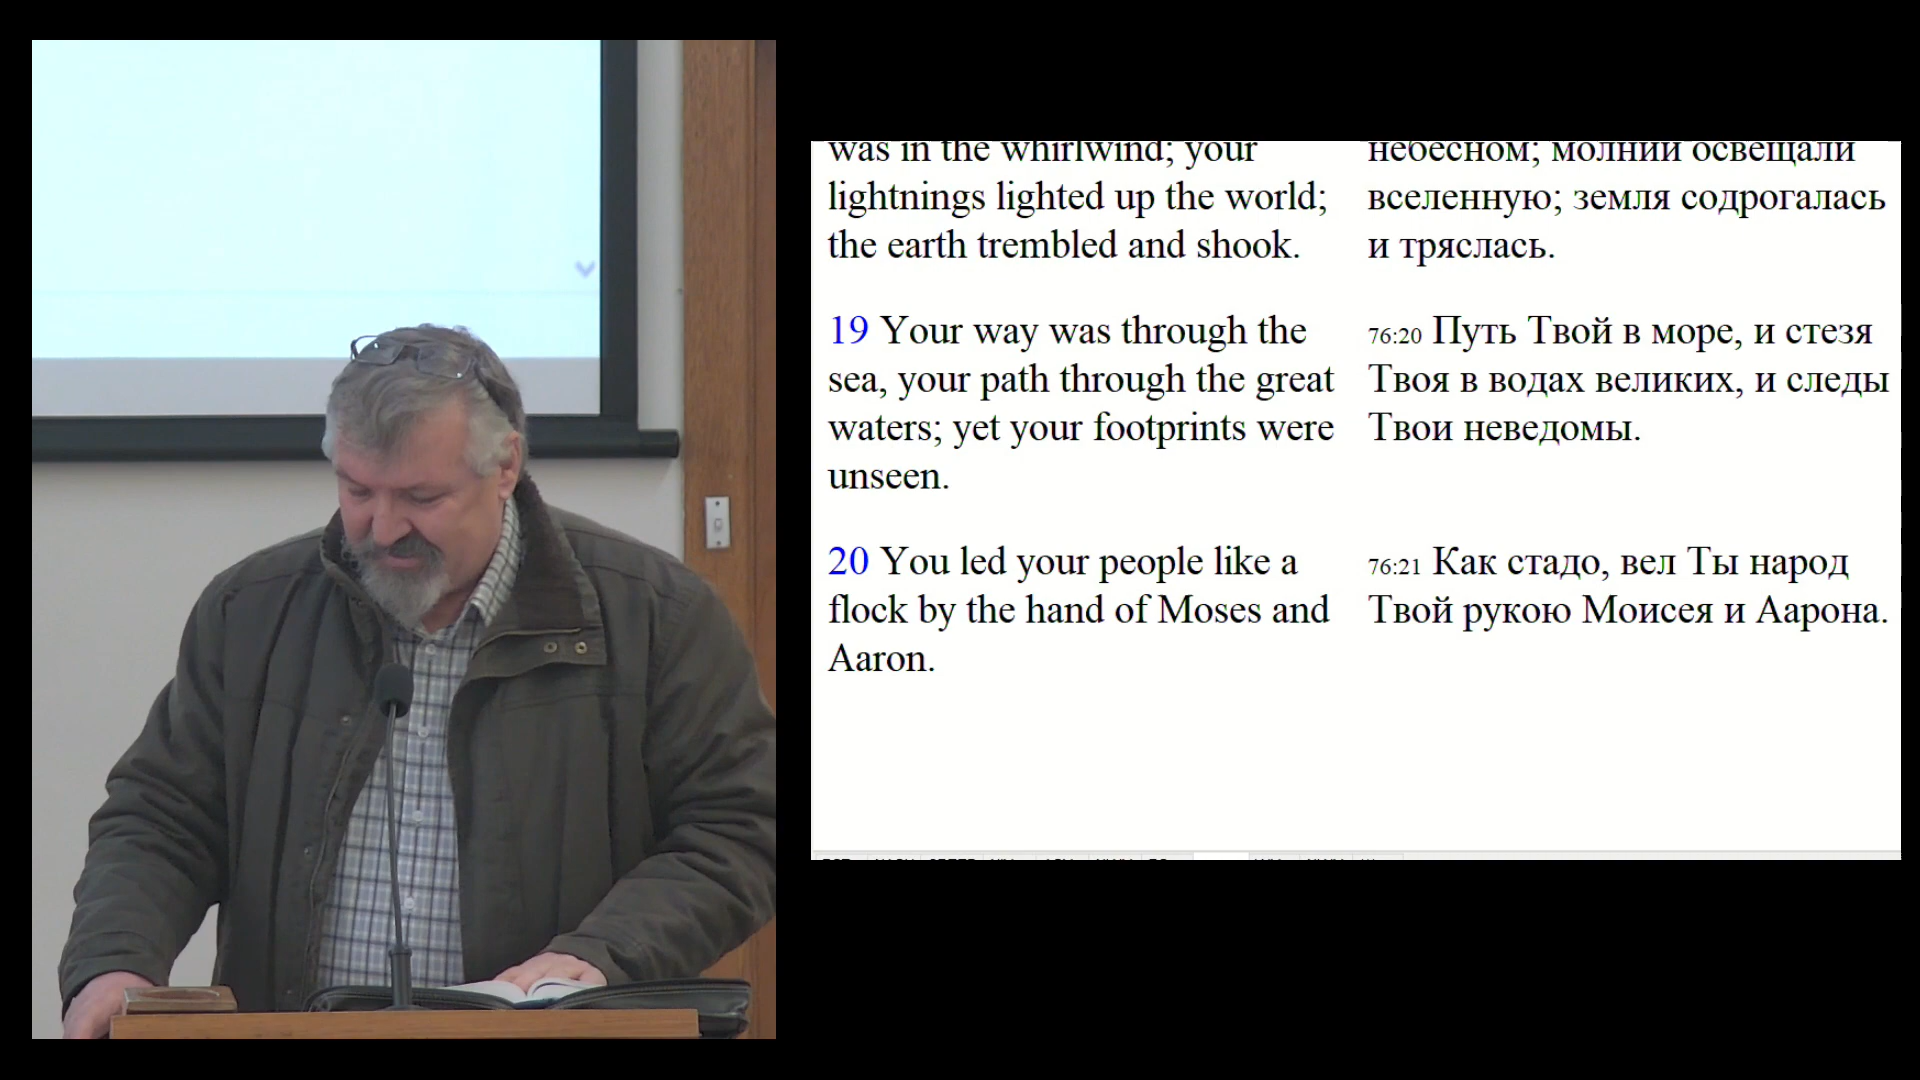 was in the whirlwind; your
lightnings lighted up the world;
the earth trembled and shook.
19 Your way was through the
sea, your path through the great
waters; yet your footprints were
unseen.
20 You led your people like a
flock by the hand of Moses and
Aaron.
небесном; молнии освещали
вселенную; земля содрогалась
и тряслась.
76:20 Путь Твой в море, и стезя
Твоя в водах великих, и следы
Твои неведомы.
76:21 Как стадо, вел Ты народ
Твой рукою Моисея и Аарона.